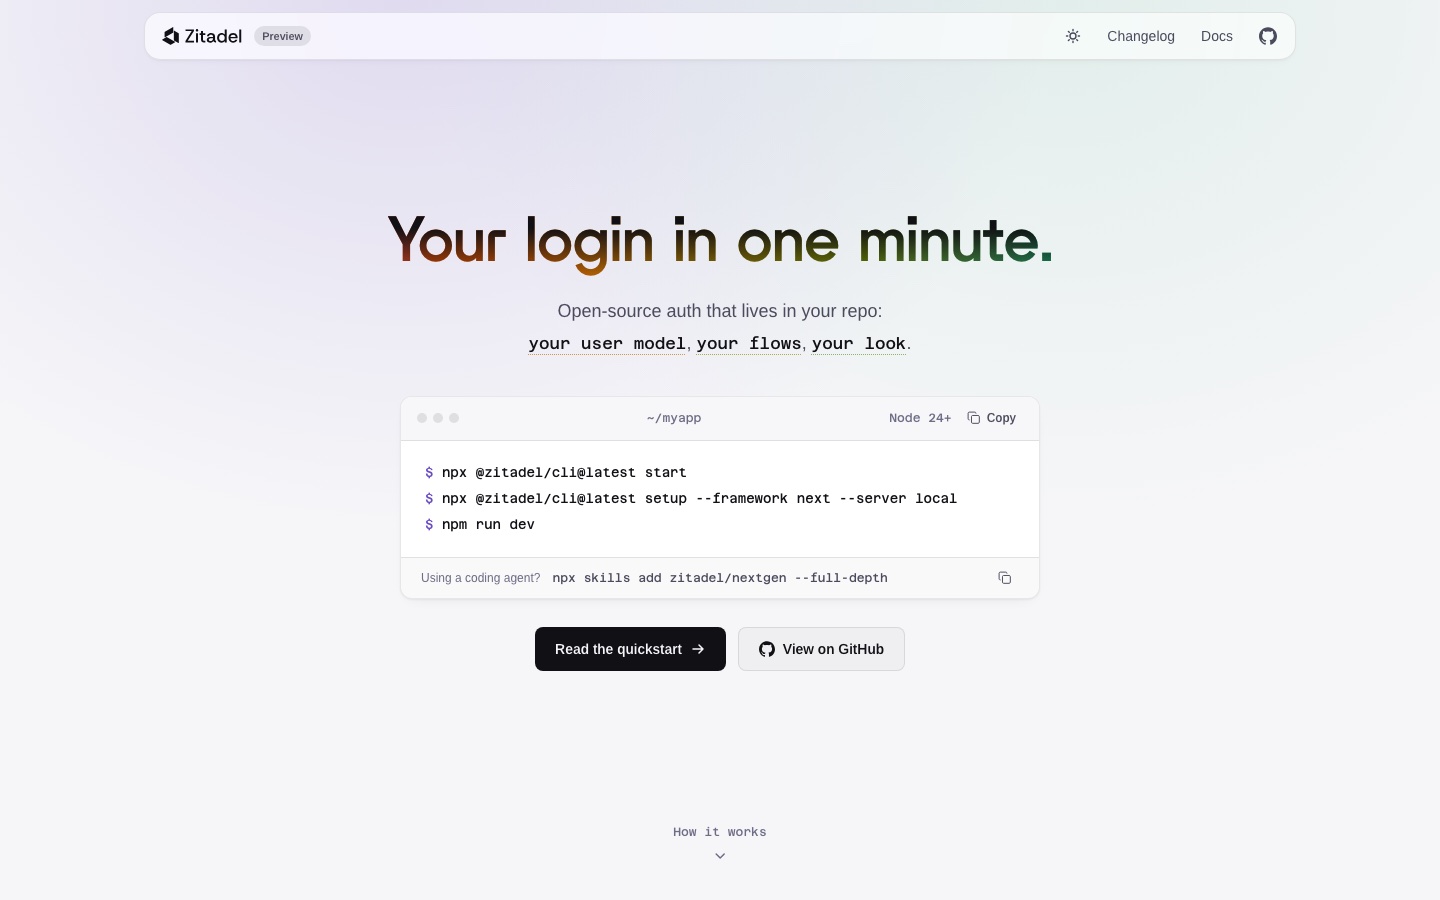 Zitadel Preview Changelog Docs
Your login in one minute.
Open-source auth that lives in your repo:
your user model, your flows, your look.
~/myapp Node 24+ Copy
$ npx @zitadel/cli@latest start
$ npx @zitadel/cli@latest setup --framework next --server local
$ npm run dev
Using a coding agent? npx skills add zitadel/nextgen --full-depth
Read the quickstart → View on GitHub
How it works